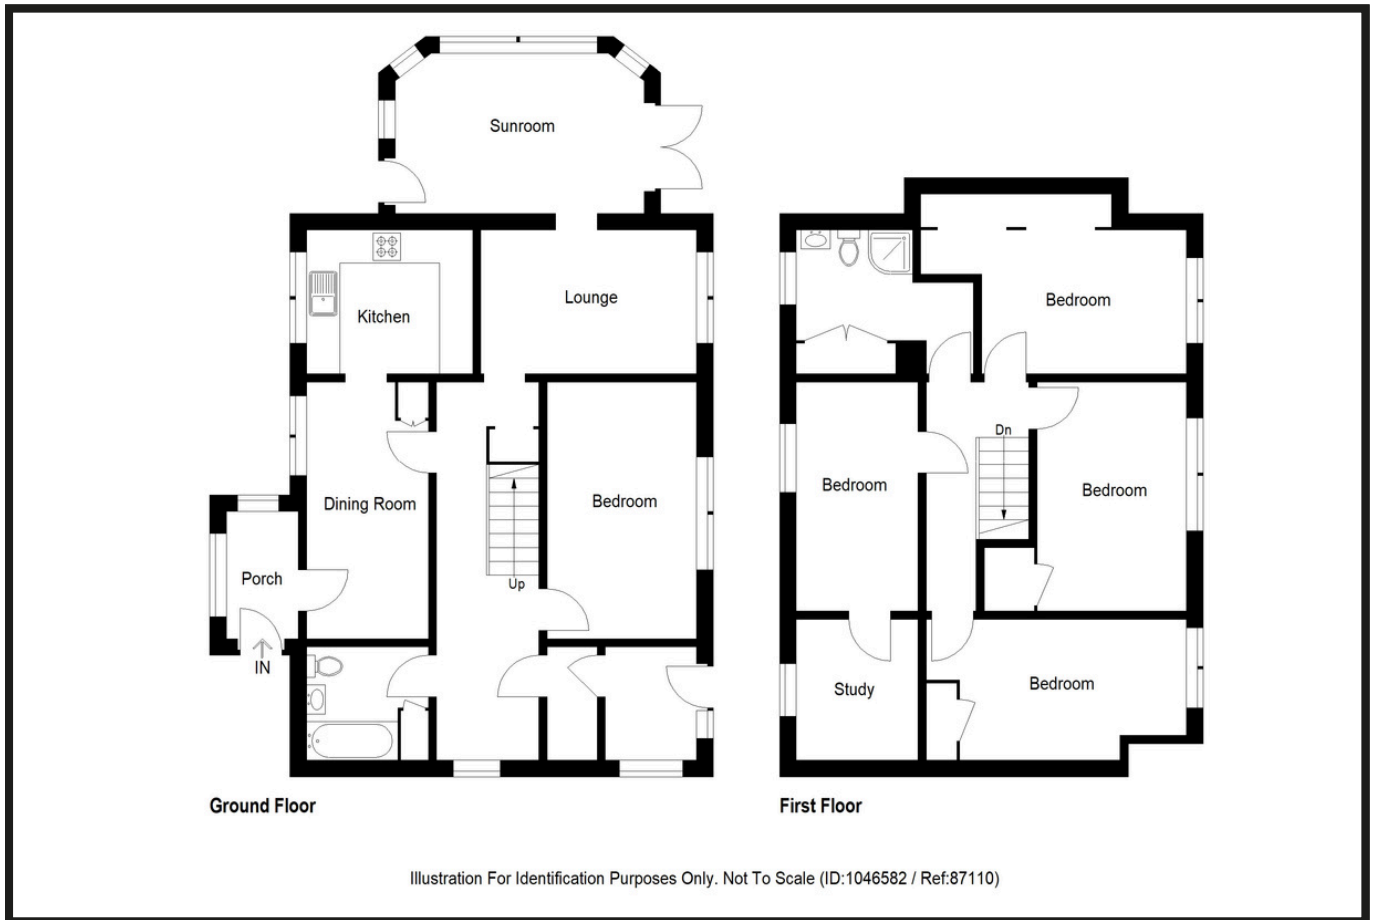 Sunroom
Kitchen
Lounge
Bedroom
Dn
Dining Room
Bedroom
Bedroom
Bedroom
Porch
Up
IN
Study
Bedroom
Ground Floor
First Floor
Illustration For Identification Purposes Only. Not To Scale (ID:1046582 / Ref:87110)